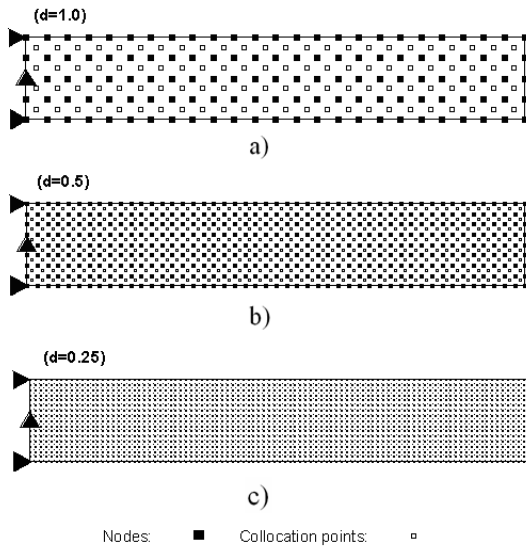 (d=1.0)
a)
(d=0.5)
b)
(d=0.25)
c)
Nodes: Collocation points: